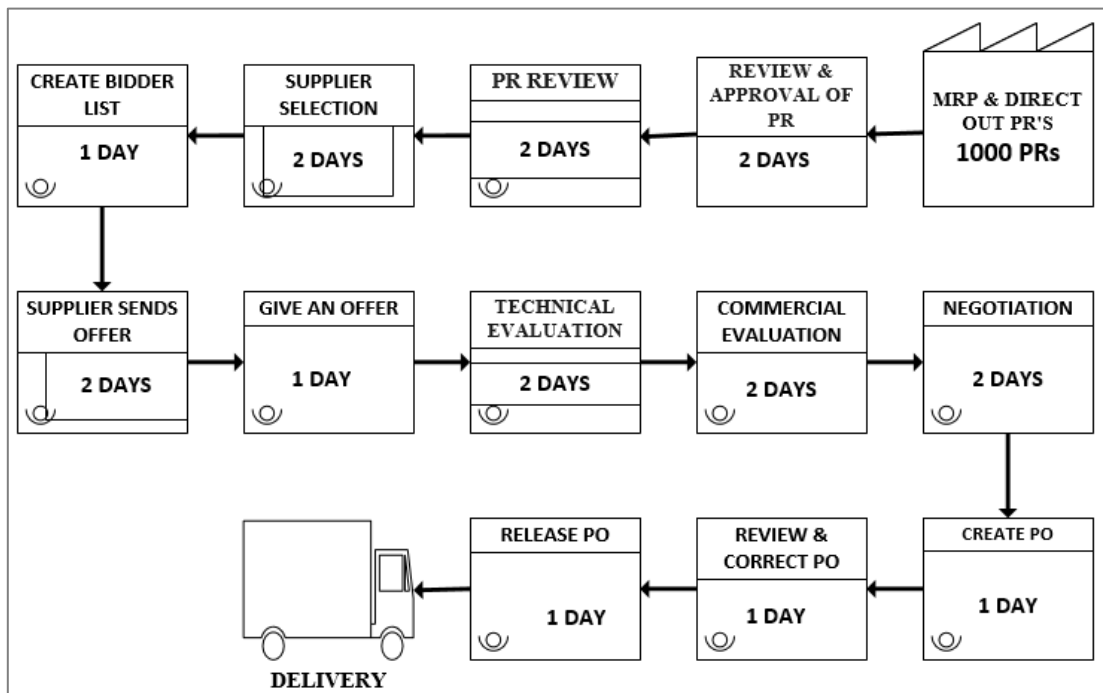 CREATE BIDDER
LIST
1 DAY
SUPPLIER
SELECTION
2 DAYS
PR REVIEW
2 DAYS
REVIEW &
APPROVAL OF
PR
2 DAYS
MRP & DIRECT
OUT PR'S
1000 PRs
SUPPLIER SENDS
OFFER
2 DAYS
GIVE AN OFFER
1 DAY
TECHNICAL
EVALUATION
2 DAYS
COMMERCIAL
EVALUATION
2 DAYS
NEGOTIATION
2 DAYS
DELIVERY
RELEASE PO
1 DAY
REVIEW &
CORRECT PO
1 DAY
CREATE PO
1 DAY